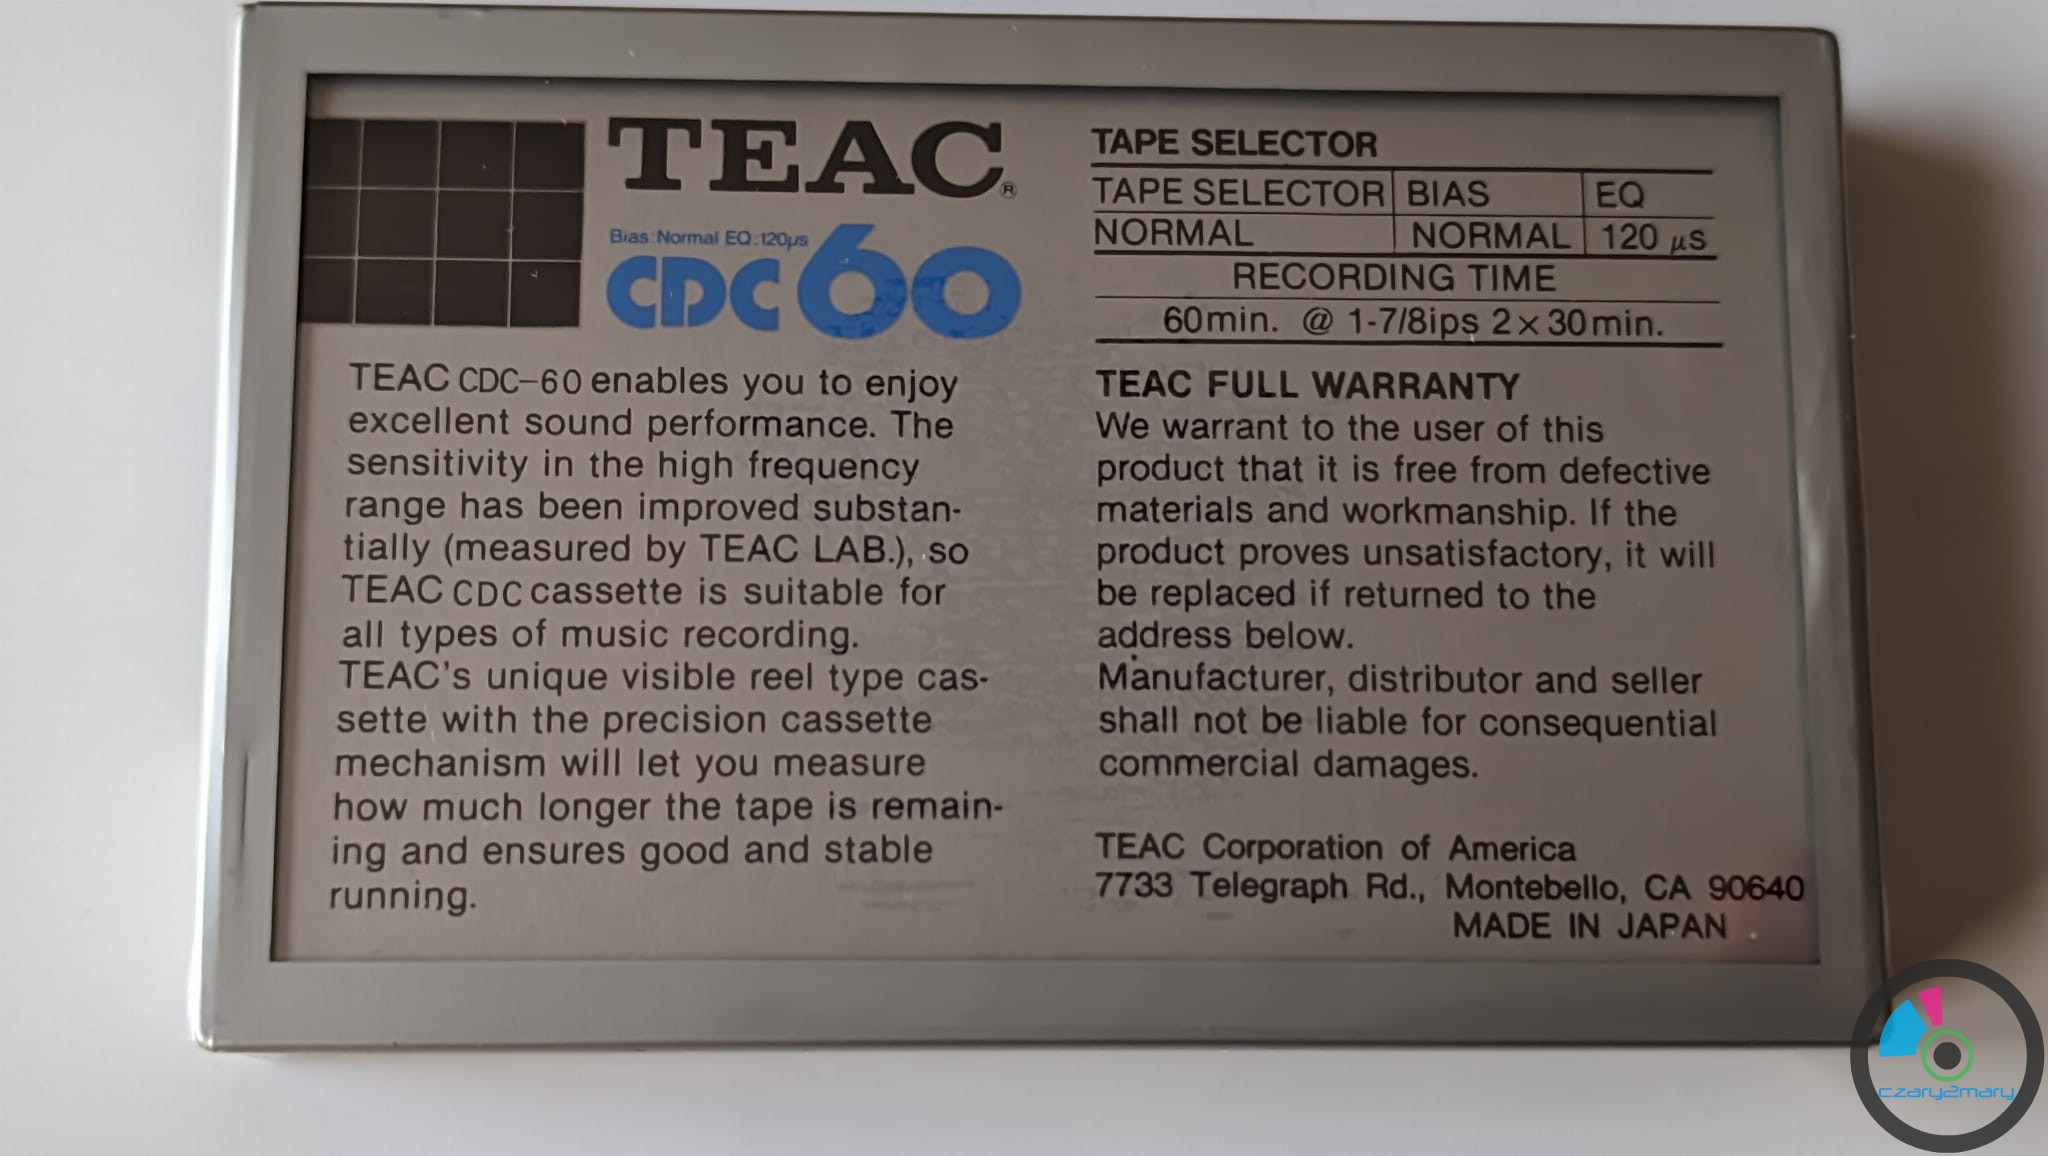 TEAC®
Bias:Normal EQ:120μs
CDC 60
TEAC CDC-60 enables you to enjoy
excellent sound performance. The
sensitivity in the high frequency
range has been improved substan-
tially (measured by TEAC LAB.), so
TEAC CDC cassette is suitable for
all types of music recording.
TEAC's unique visible reel type cas-
sette with the precision cassette
mechanism will let you measure
how much longer the tape is remain-
ing and ensures good and stable
running.
TAPE SELECTOR
TAPE SELECTOR BIAS EQ
NORMAL NORMAL 120 μs
RECORDING TIME
60min. @ 1-7/8ips 2×30min.
TEAC FULL WARRANTY
We warrant to the user of this
product that it is free from defective
materials and workmanship. If the
product proves unsatisfactory, it will
be replaced if returned to the
address below.
Manufacturer, distributor and seller
shall not be liable for consequential
commercial damages.
TEAC Corporation of America
7733 Telegraph Rd., Montebello, CA 90640
MADE IN JAPAN
czary2mary